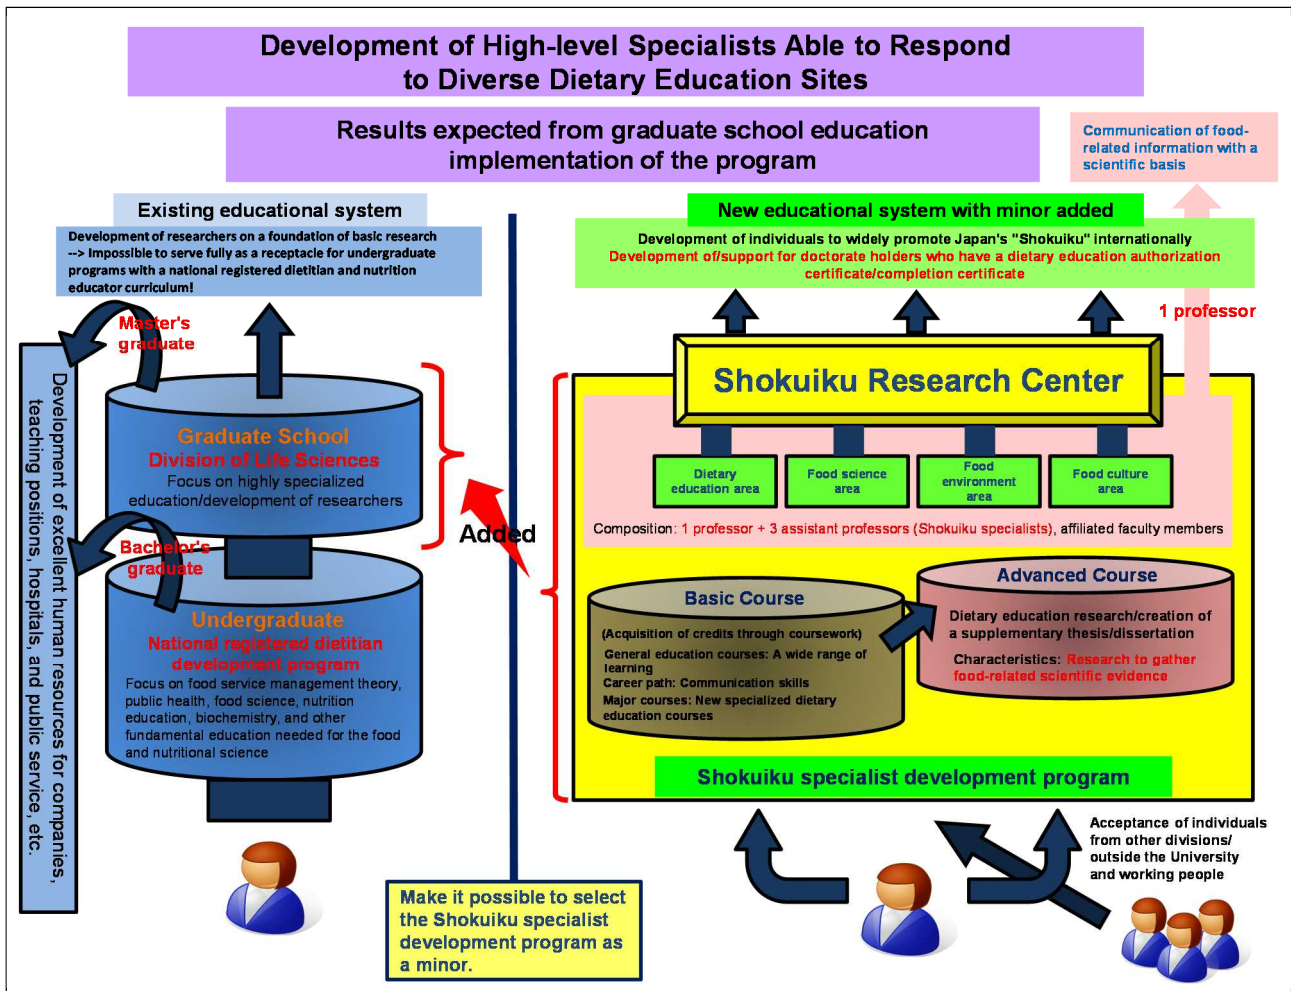 Development of High-level Specialists Able to Respond
to Diverse Dietary Education Sites
Results expected from graduate school education
implementation of the program
Communication of food-
related information with a
scientific basis
Existing educational system
Development of researchers on a foundation of basic research
--> Impossible to serve fully as a receptacle for undergraduate
programs with a national registered dietitian and nutrition
educator curriculum!
New educational system with minor added
Development of individuals to widely promote Japan's "Shokuiku" internationally
Development of/support for doctorate holders who have a dietary education authorization
certificate/completion certificate
1 professor
Master's
graduate
Development of excellent human resources for companies,
teaching positions, hospitals, and public service, etc.
Graduate School
Division of Life Sciences
Focus on highly specialized
education/development of researchers
Bachelor's
graduate
Undergraduate
National registered dietitian
development program
Focus on food service management theory,
public health, food science, nutrition
education, biochemistry, and other
fundamental education needed for the food
and nutritional science
Added
Make it possible to select
the Shokuiku specialist
development program as
a minor.
Shokuiku Research Center
Dietary
education area
Food science
area
Food
environment
area
Food culture
area
Composition: 1 professor + 3 assistant professors (Shokuiku specialists), affiliated faculty members
Basic Course
(Acquisition of credits through coursework)
General education courses: A wide range of
learning
Career path: Communication skills
Major courses: New specialized dietary
education courses
Advanced Course
Dietary education research/creation of
a supplementary thesis/dissertation
Characteristics: Research to gather
food-related scientific evidence
Shokuiku specialist development program
Acceptance of individuals
from other divisions/
outside the University
and working people